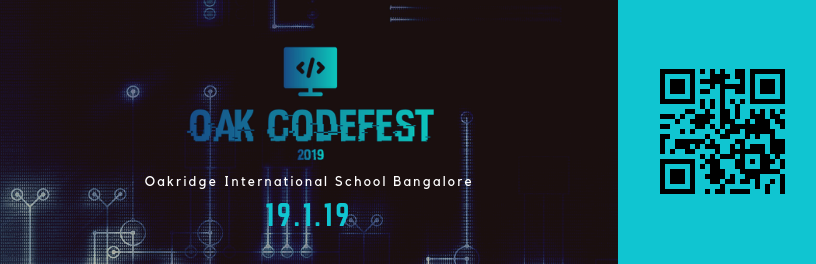 </>
OAK CODEFEST
2019
Oakridge International School Bangalore
19.1.19